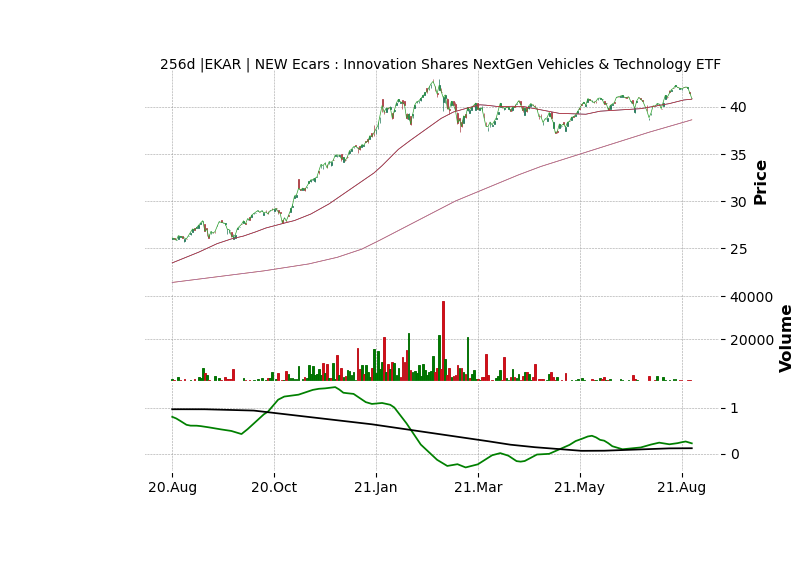 256d |EKAR | NEW Ecars : Innovation Shares NextGen Vehicles & Technology ETF
40
35
30
25
Price
40000
20000
Volume
1
0
20.Aug 20.Oct 21.Jan 21.Mar 21.May 21.Aug